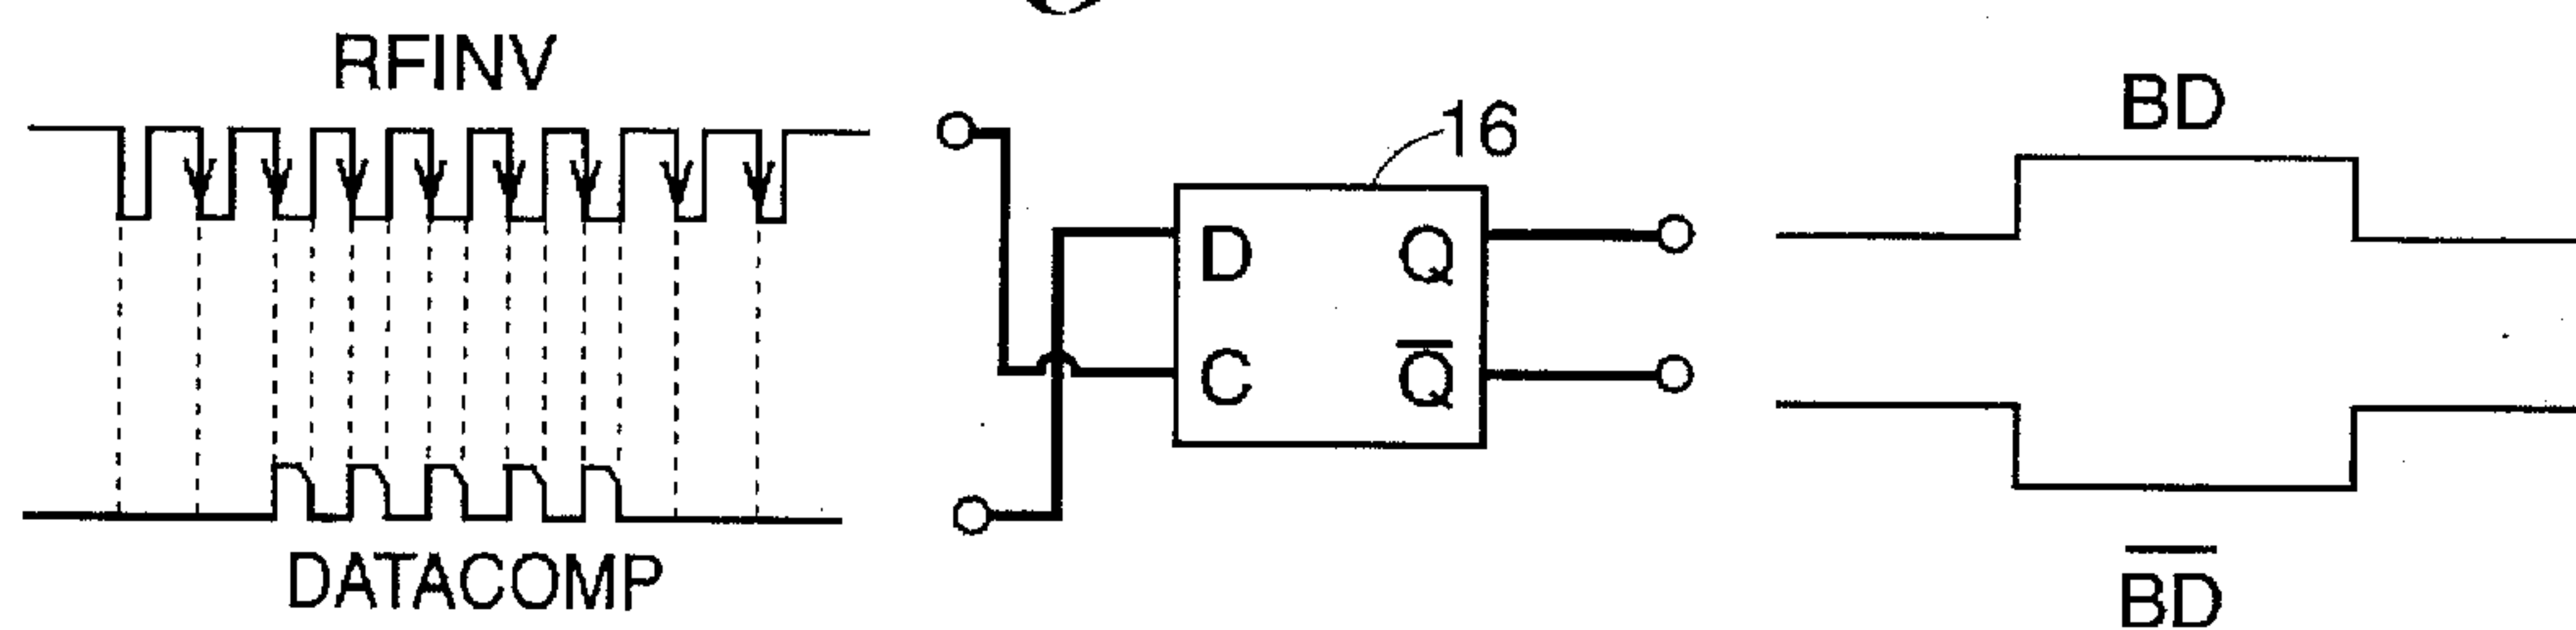 RFINV
BD
16
D
Q
C
Q̅
DATACOMP
B̅D̅